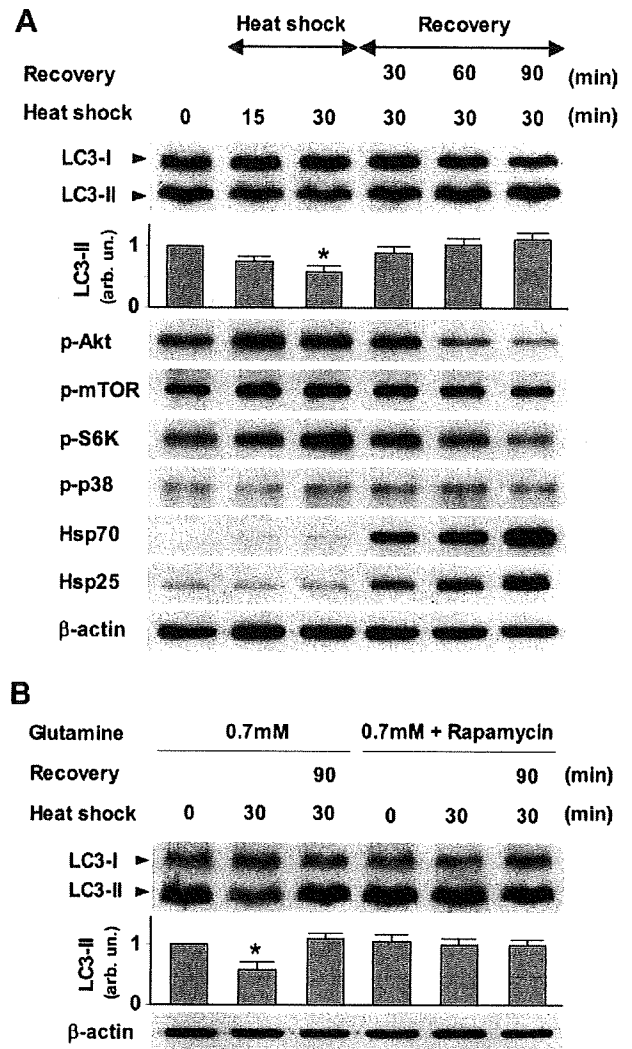 A
Heat shock Recovery
Recovery 30 60 90 (min)
Heat shock 0 15 30 30 30 30 (min)
LC3-I
LC3-II
LC3-II
(arb. un.)
1
0
*
p-Akt
p-mTOR
p-S6K
p-p38
Hsp70
Hsp25
β-actin
B
Glutamine 0.7mM 0.7mM + Rapamycin
Recovery 90 90 (min)
Heat shock 0 30 30 0 30 30 (min)
LC3-I
LC3-II
LC3-II
(arb. un.)
1
0
*
β-actin